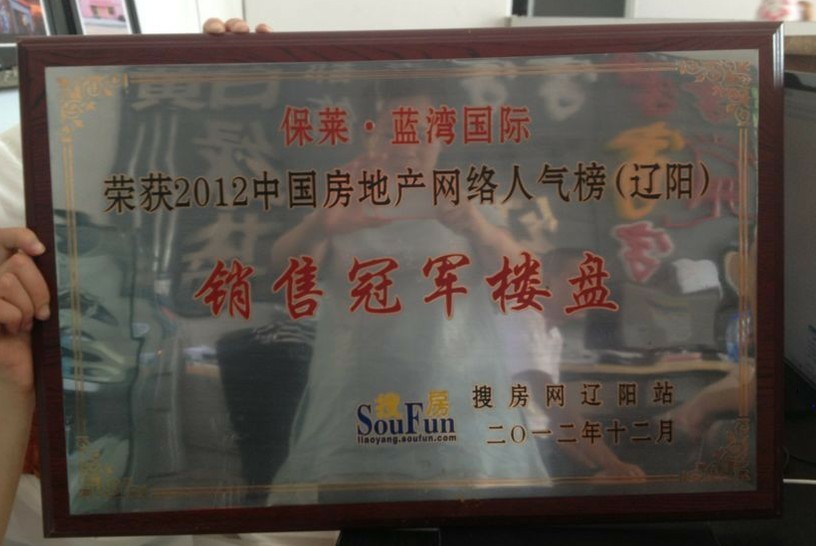 保莱·蓝湾国际
荣获2012中国房地产网络人气榜(辽阳)
销售冠军楼盘
搜房
SouFun
liaoyang.soufun.com
搜房网辽阳站
二〇一二年十二月